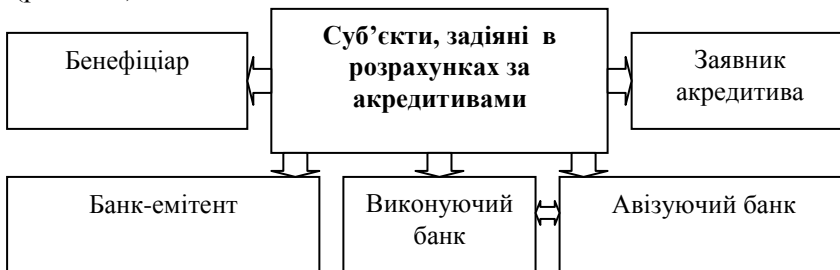 Суб’єкти, задіяні в
розрахунках за
акредитивами
Бенефіціар
Заявник
акредитива
Банк-емітент
Виконуючий
банк
Авізуючий банк